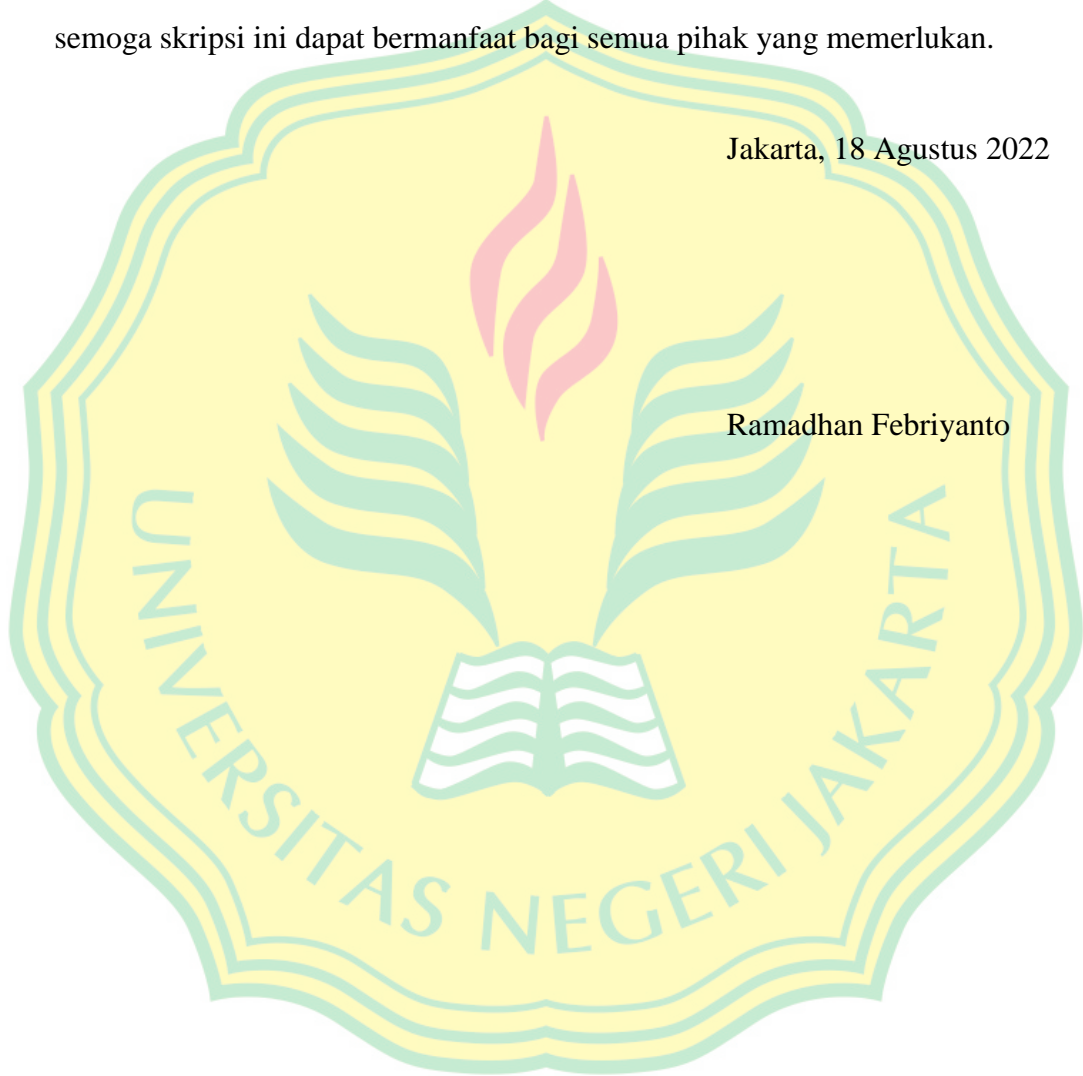 semoga skripsi ini dapat bermanfaat bagi semua pihak yang memerlukan.
Jakarta, 18 Agustus 2022
Ramadhan Febriyanto
UNIVERSITAS NEGERI JAKARTA